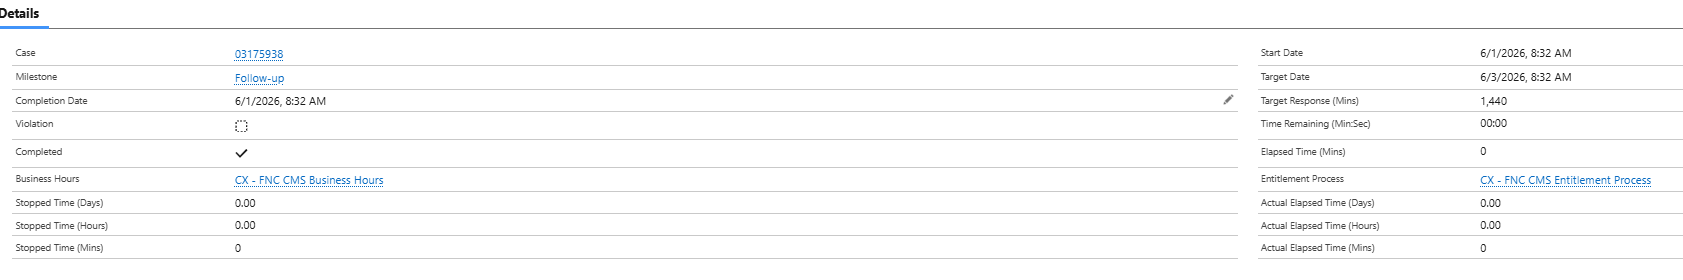 Details
Case 03175938 Start Date 6/1/2026, 8:32 AM
Milestone Follow-up Target Date 6/3/2026, 8:32 AM
Completion Date 6/1/2026, 8:32 AM Target Response (Mins) 1,440
Violation Time Remaining (Min:Sec) 00:00
Completed Elapsed Time (Mins) 0
Business Hours CX - FNC CMS Business Hours Entitlement Process CX - FNC CMS Entitlement Process
Stopped Time (Days) 0.00 Actual Elapsed Time (Days) 0.00
Stopped Time (Hours) 0.00 Actual Elapsed Time (Hours) 0.00
Stopped Time (Mins) 0 Actual Elapsed Time (Mins) 0